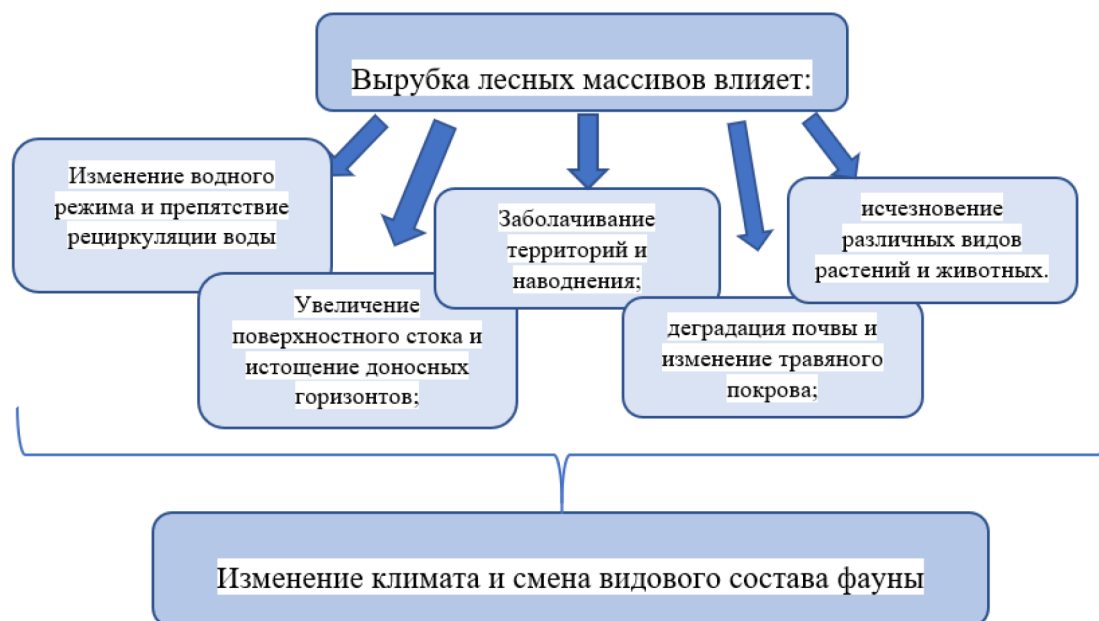 Вырубка лесных массивов влияет:
Изменение водного
режима и препятствие
рециркуляции воды
Увеличение
поверхностного стока и
истощение доносных
горизонтов;
Заболачивание
территорий и
наводнения;
деградация почвы и
изменение травяного
покрова;
исчезновение
различных видов
растений и животных.
Изменение климата и смена видового состава фауны